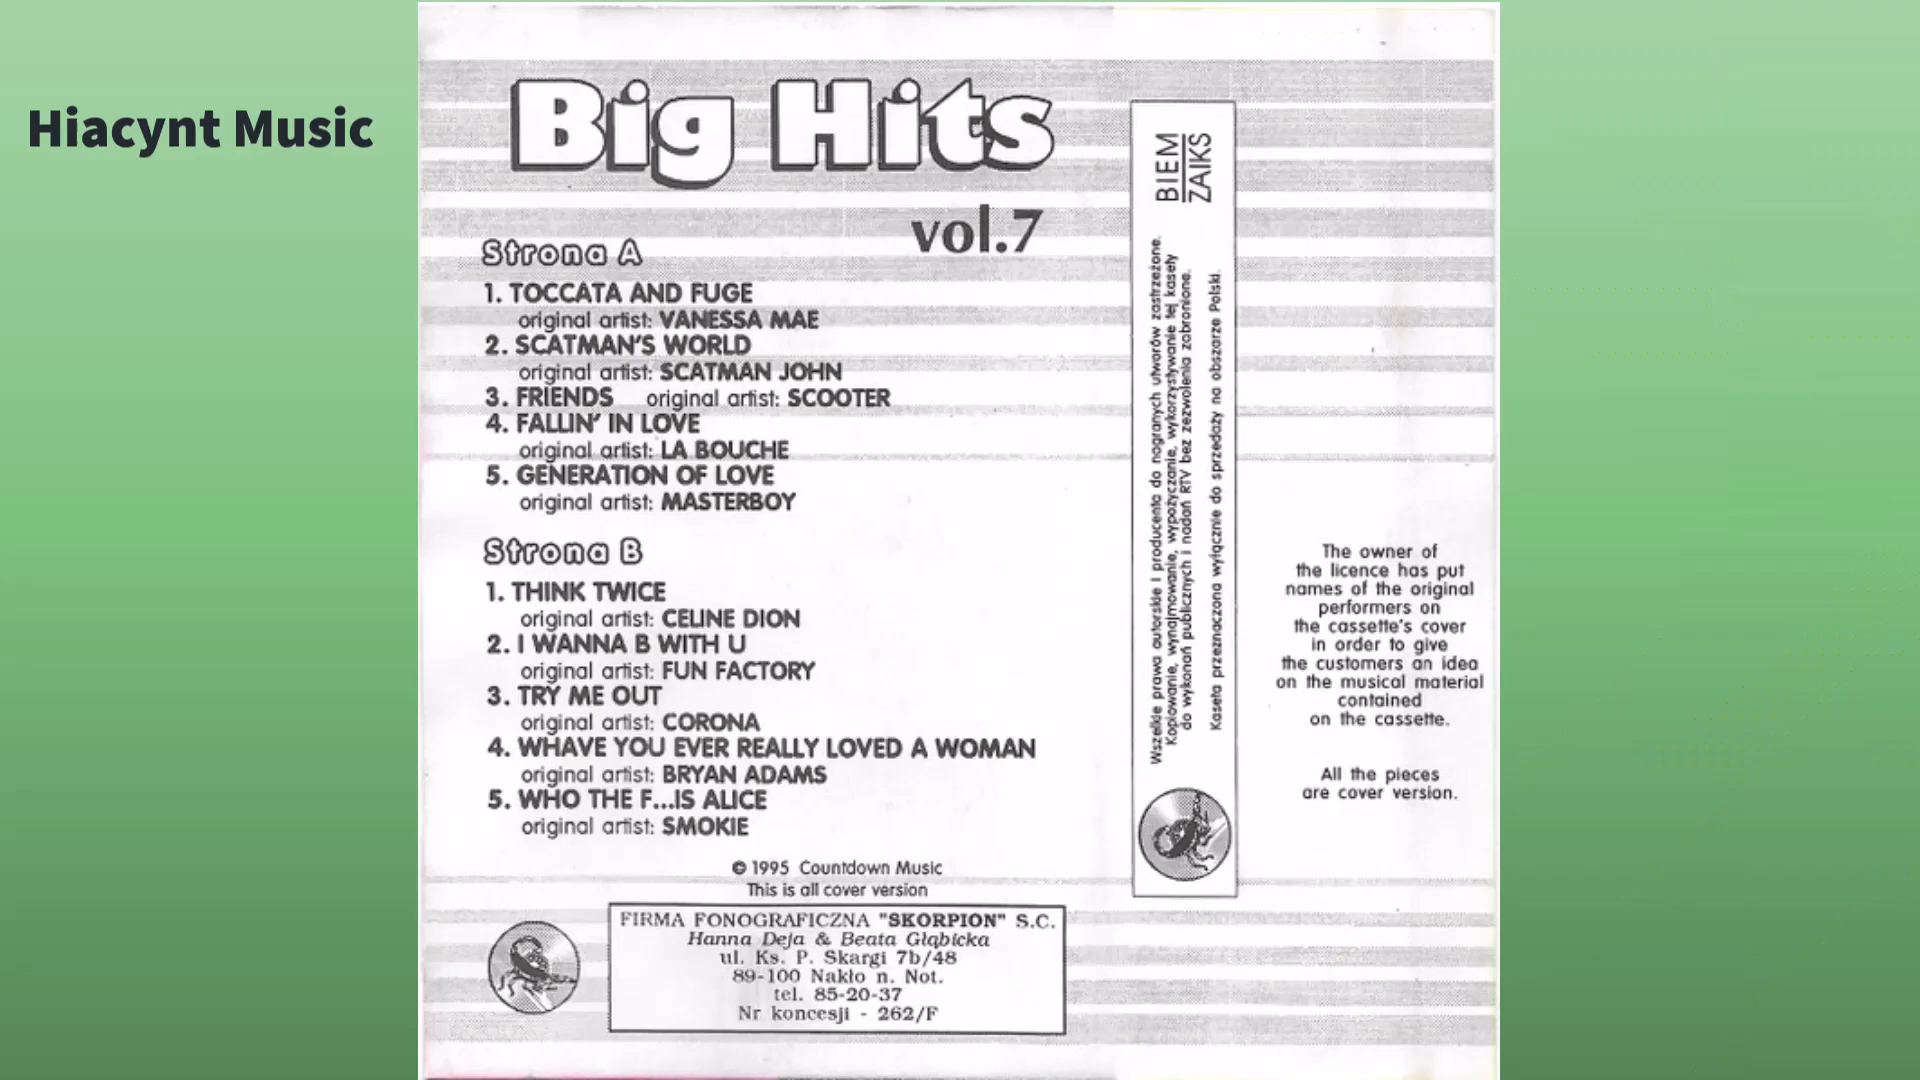 Hiacynt Music
Big Hits
vol.7
Strona A
1. TOCCATA AND FUGE
original artist: VANESSA MAE
2. SCATMAN'S WORLD
original artist: SCATMAN JOHN
3. FRIENDS original artist: SCOOTER
4. FALLIN' IN LOVE
original artist: LA BOUCHE
5. GENERATION OF LOVE
original artist: MASTERBOY
Strona B
1. THINK TWICE
original artist: CELINE DION
2. I WANNA B WITH U
original artist: FUN FACTORY
3. TRY ME OUT
original artist: CORONA
4. WHAVE YOU EVER REALLY LOVED A WOMAN
original artist: BRYAN ADAMS
5. WHO THE F...IS ALICE
original artist: SMOKIE
© 1995 Countdown Music
This is all cover version
FIRMA FONOGRAFICZNA "SKORPION" S.C.
Hanna Deja & Beata Głąbicka
ul. Ks. P. Skargi 7b/48
89-100 Nakło n. Not.
tel. 85-20-37
Nr koncesji - 262/F
BIEM
ZAIKS
Wszelkie prawa autorskie i producenta do nagranych utworów zastrzeżone.
Kopiowanie, wynajmowanie, wypożyczanie, wykorzystywanie tej kasety
do wykonań publicznych i nadań RTV bez zezwolenia zabronione.
Kaseta przeznaczona wyłącznie do sprzedaży na obszarze Polski.
The owner of
the licence has put
names of the original
performers on
the cassette's cover
in order to give
the customers an idea
on the musical material
contained
on the cassette.
All the pieces
are cover version.